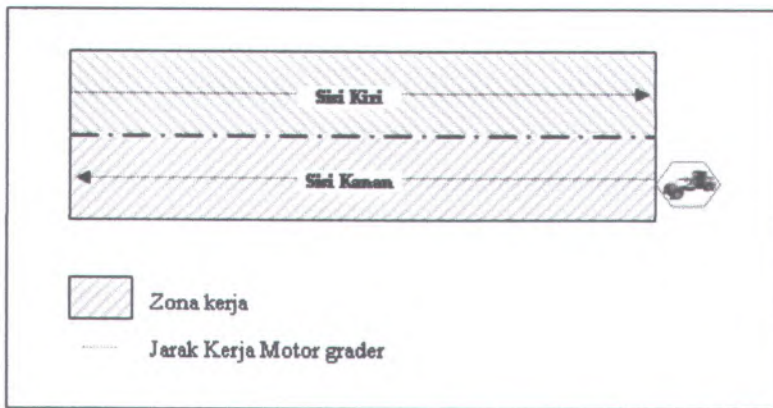 Sisi Kiri
Sisi Kanan
Zona kerja
Jarak Kerja Motor grader